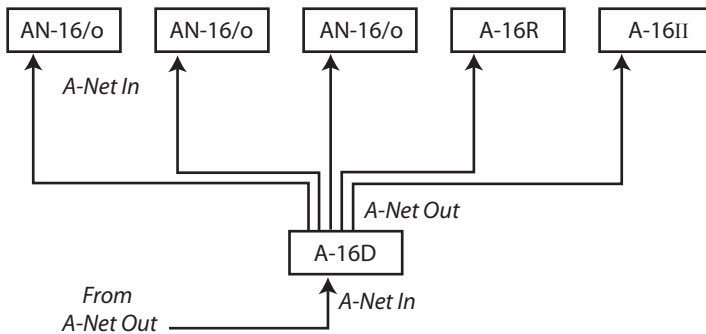 AN-16/o AN-16/o AN-16/o A-16R A-16II
A-Net In
A-Net Out
A-16D
From
A-Net Out
A-Net In